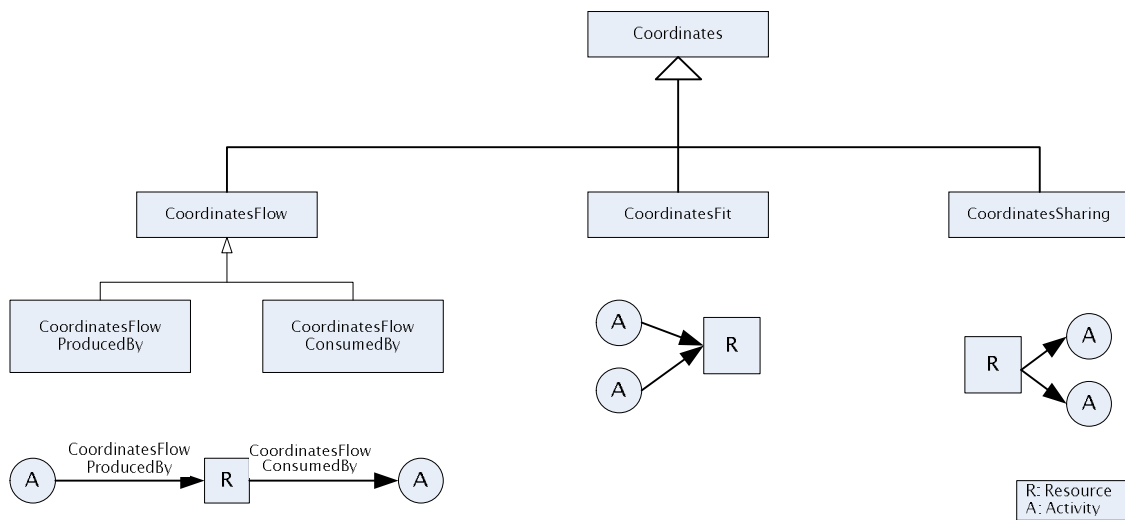 Coordinates
CoordinatesFlow
CoordinatesFit
CoordinatesSharing
CoordinatesFlow
ProducedBy
CoordinatesFlow
ConsumedBy
A
A
R
R
A
A
CoordinatesFlow
ProducedBy
CoordinatesFlow
ConsumedBy
A
R
A
R: Resource
A: Activity